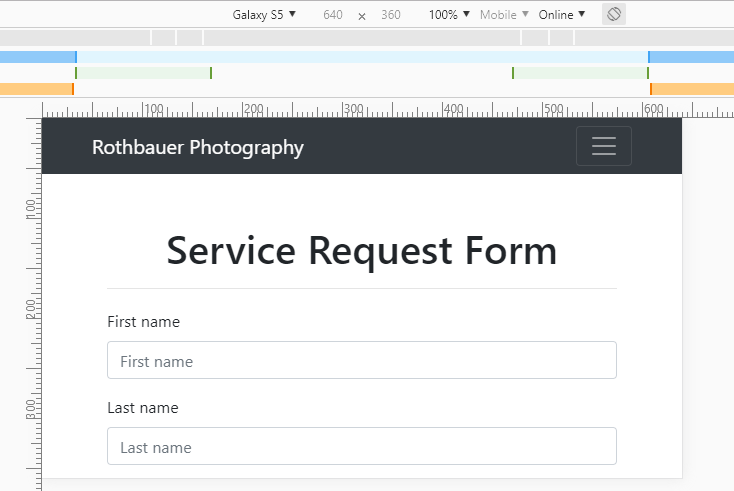 Galaxy S5 ▼ 640 x 360 100% ▼ Mobile ▼ Online ▼
100 200 300 400 500 600
100
200
300
Rothbauer Photography
Service Request Form
First name
First name
Last name
Last name